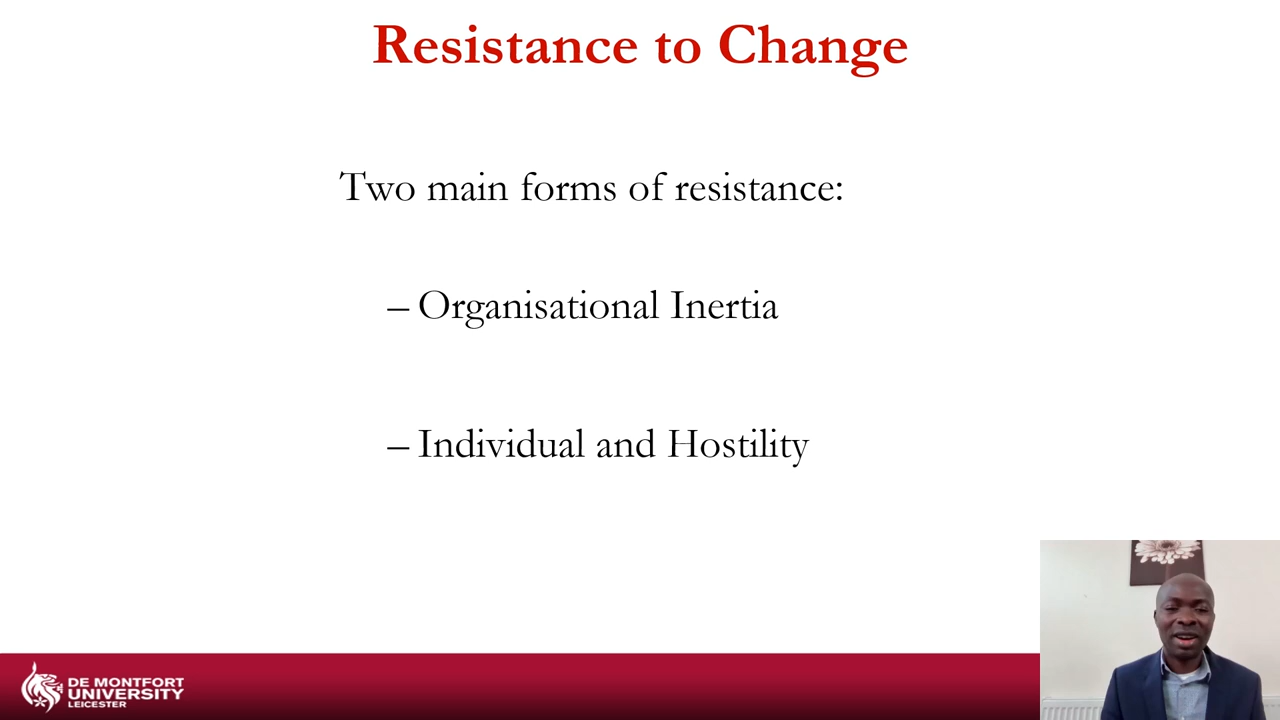 Resistance to Change
Two main forms of resistance:
– Organisational Inertia
– Individual and Hostility
DE MONTFORT
UNIVERSITY
LEICESTER